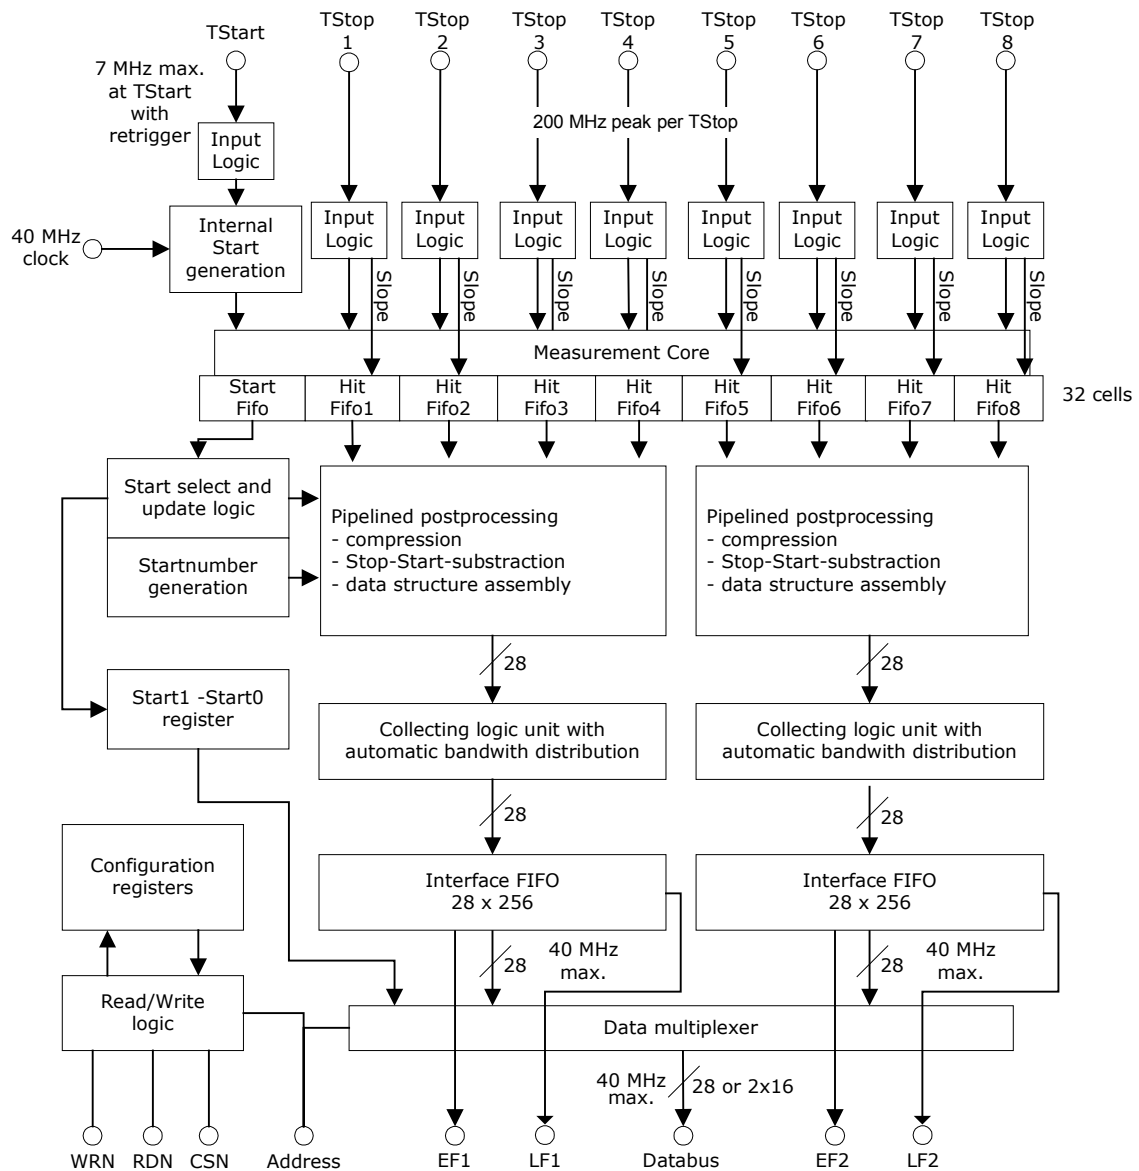 TStart
TStop
1
TStop
2
TStop
3
TStop
4
TStop
5
TStop
6
TStop
7
TStop
8
7 MHz max.
at TStart
with
retrigger
200 MHz peak per TStop
Input
Logic
40 MHz
clock
Internal
Start
generation
Input
Logic
Input
Logic
Input
Logic
Input
Logic
Input
Logic
Input
Logic
Input
Logic
Input
Logic
Slope
Slope
Slope
Slope
Slope
Slope
Slope
Slope
Measurement Core
Start
Fifo
Hit
Fifo1
Hit
Fifo2
Hit
Fifo3
Hit
Fifo4
Hit
Fifo5
Hit
Fifo6
Hit
Fifo7
Hit
Fifo8
32 cells
Start select and
update logic
Startnumber
generation
Pipelined postprocessing
- compression
- Stop-Start-substraction
- data structure assembly
Pipelined postprocessing
- compression
- Stop-Start-substraction
- data structure assembly
28
28
Start1 -Start0
register
Collecting logic unit with
automatic bandwith distribution
Collecting logic unit with
automatic bandwith distribution
28
28
Configuration
registers
Interface FIFO
28 x 256
Interface FIFO
28 x 256
28
40 MHz
max.
28
40 MHz
max.
Read/Write
logic
Data multiplexer
40 MHz
max.
28 or 2x16
WRN
RDN
CSN
Address
EF1
LF1
Databus
EF2
LF2